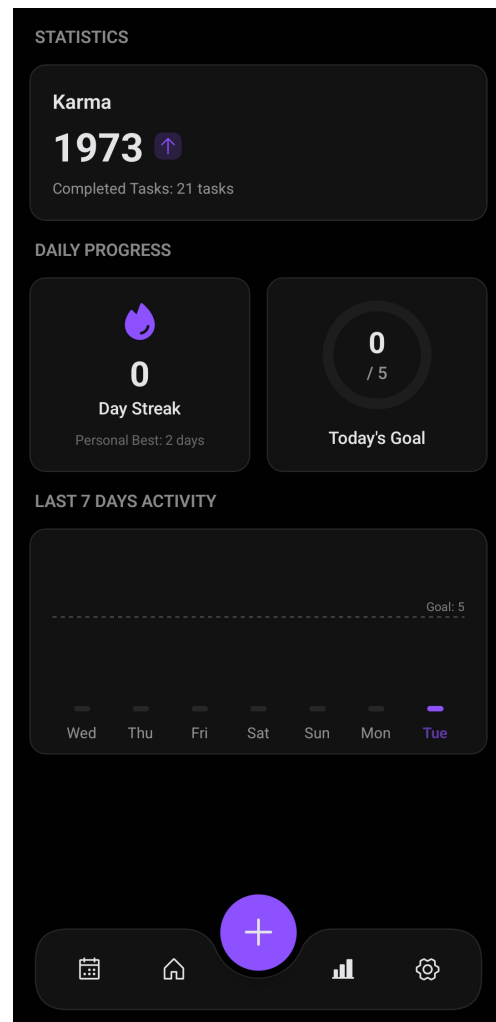 STATISTICS
Karma
1973
Completed Tasks: 21 tasks
DAILY PROGRESS
0
Day Streak
Personal Best: 2 days
0
/ 5
Today's Goal
LAST 7 DAYS ACTIVITY
Goal: 5
Wed Thu Fri Sat Sun Mon Tue